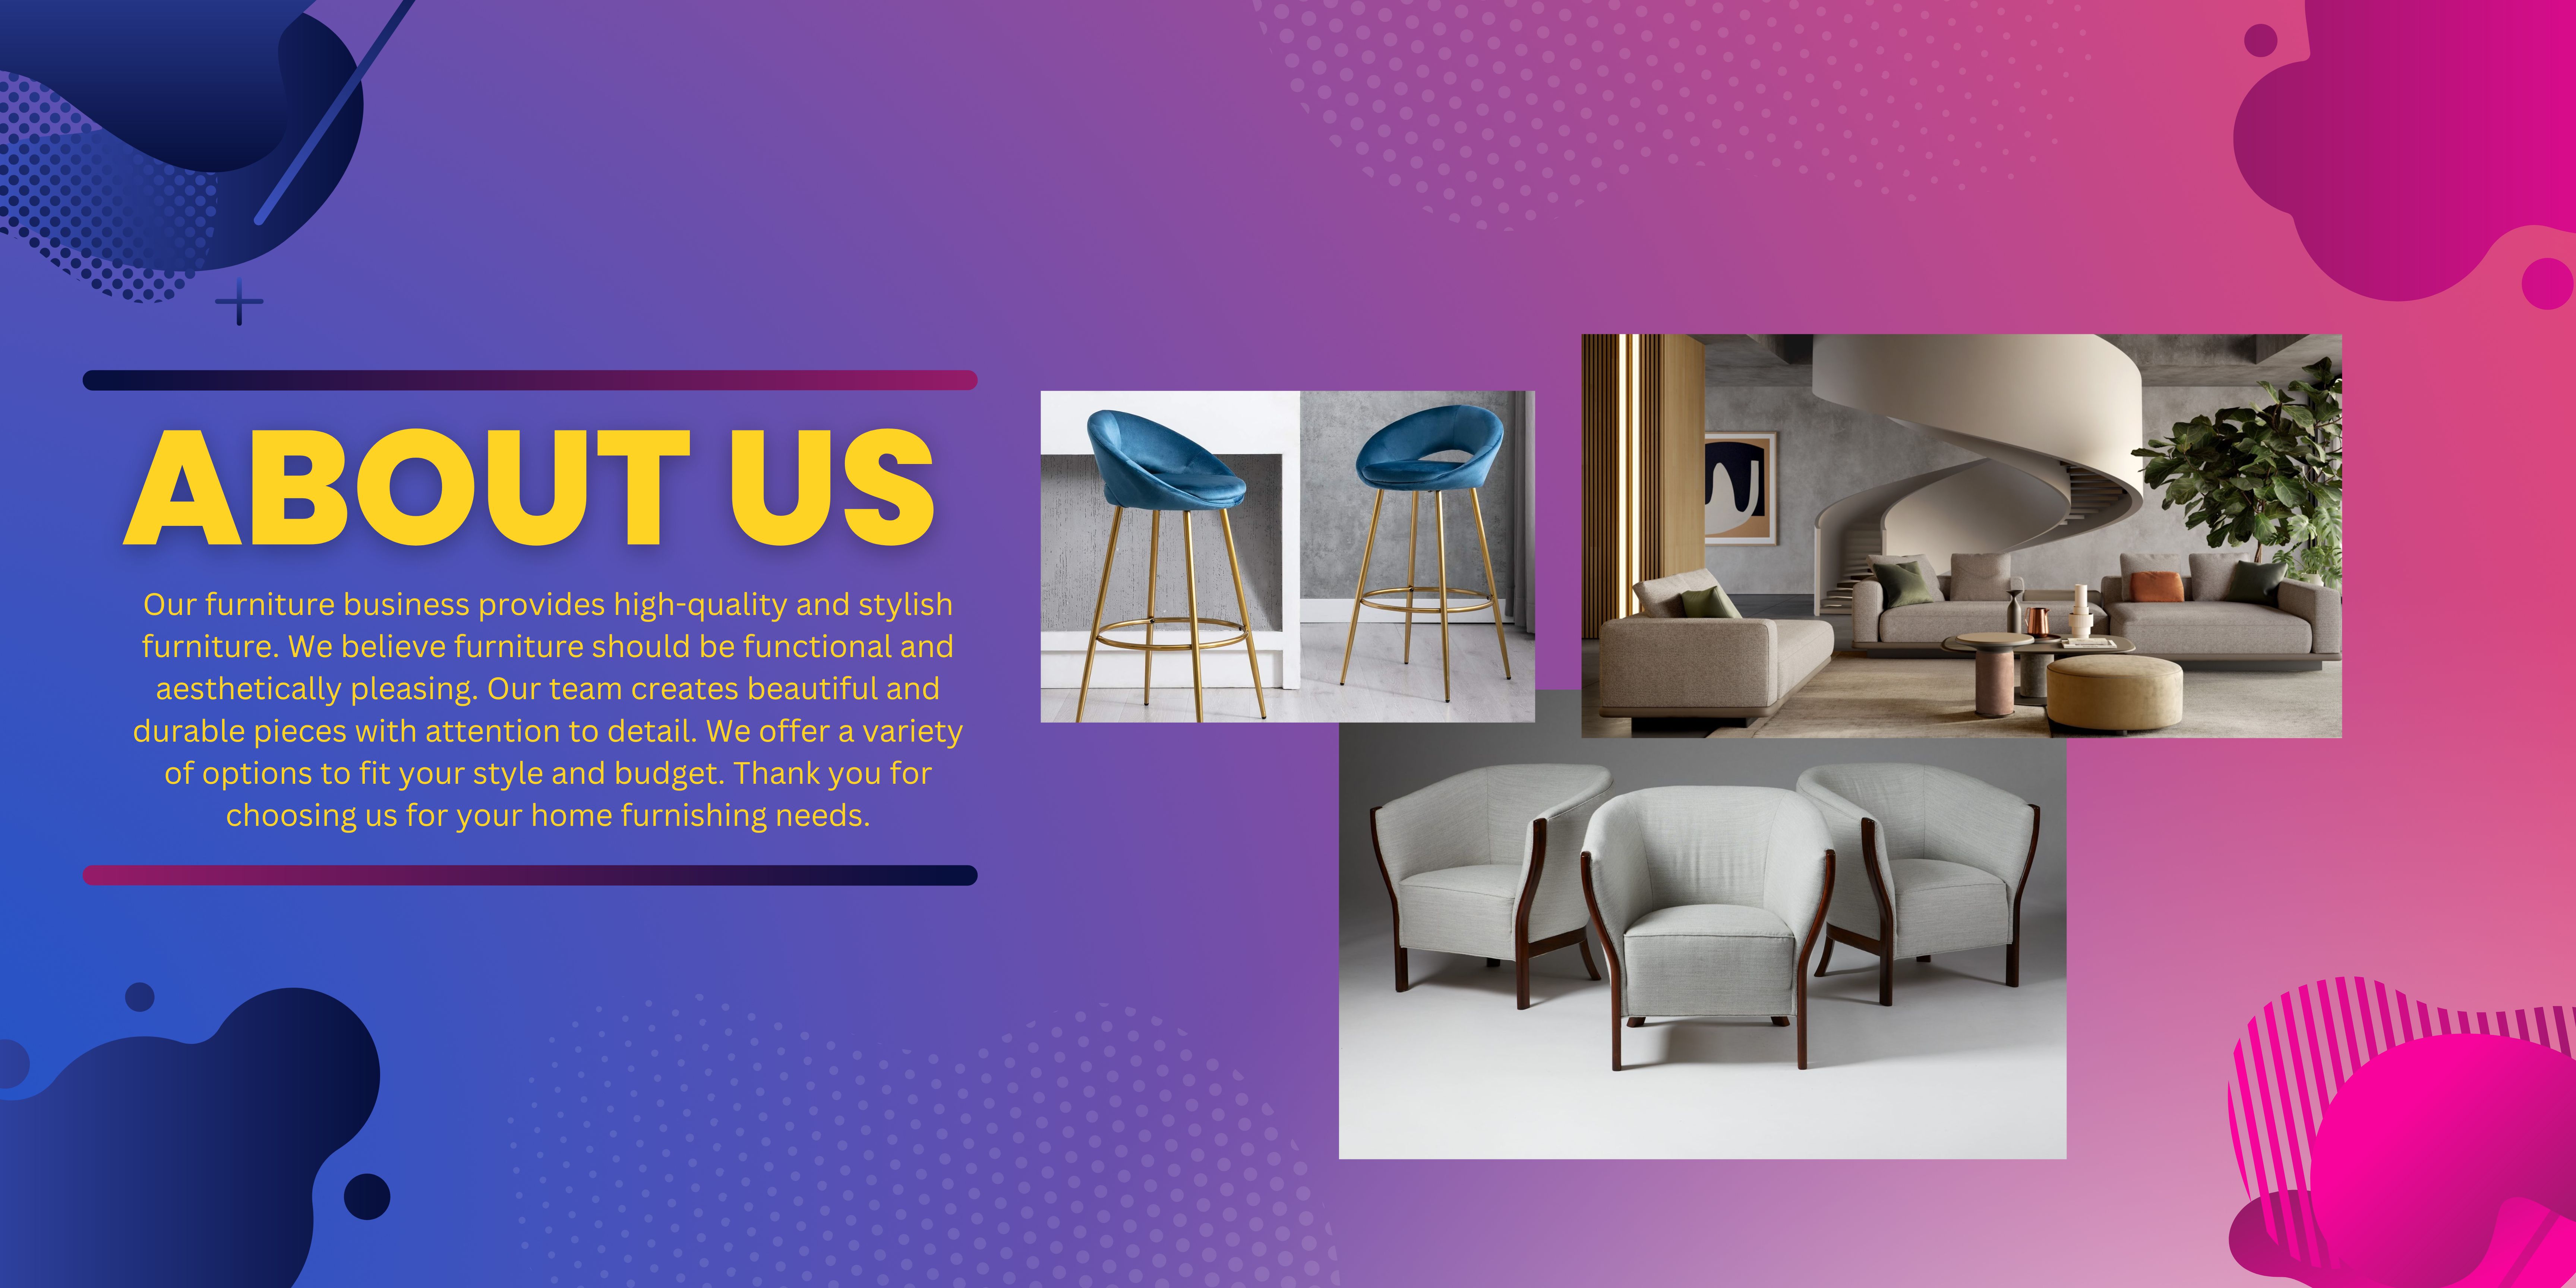 ABOUT US
Our furniture business provides high-quality and stylish
furniture. We believe furniture should be functional and
aesthetically pleasing. Our team creates beautiful and
durable pieces with attention to detail. We offer a variety
of options to fit your style and budget. Thank you for
choosing us for your home furnishing needs.